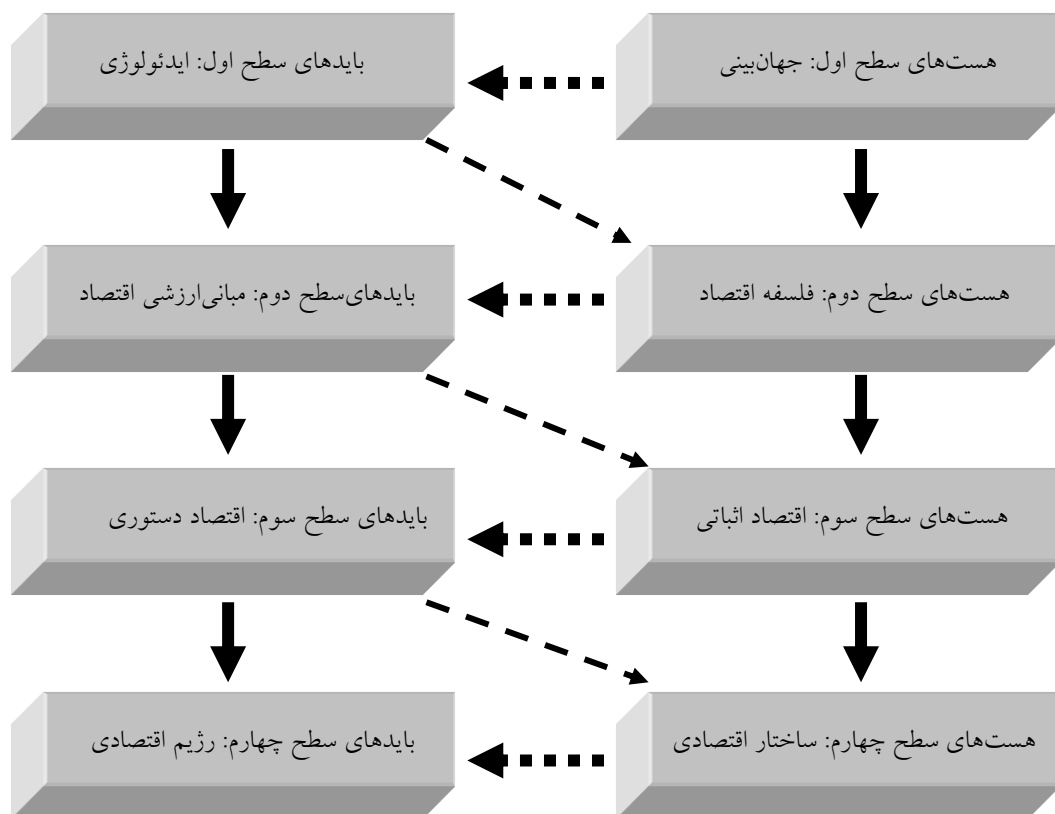 هست‌های سطح اول: جهان‌بینی
بایدهای سطح اول: ایدئولوژی
هست‌های سطح دوم: فلسفه اقتصاد
بایدهای‌سطح دوم: مبانی‌ارزشی اقتصاد
هست‌های سطح سوم: اقتصاد اثباتی
بایدهای سطح سوم: اقتصاد دستوری
هست‌های سطح چهارم: ساختار اقتصادی
بایدهای سطح چهارم: رژیم اقتصادی